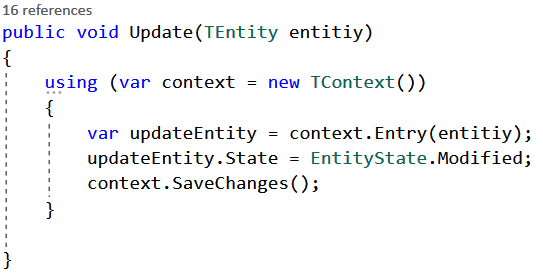 16 references
public void Update(TEntity entitiy)
{
using (var context = new TContext())
{
var updateEntity = context.Entry(entitiy);
updateEntity.State = EntityState.Modified;
context.SaveChanges();
}
}